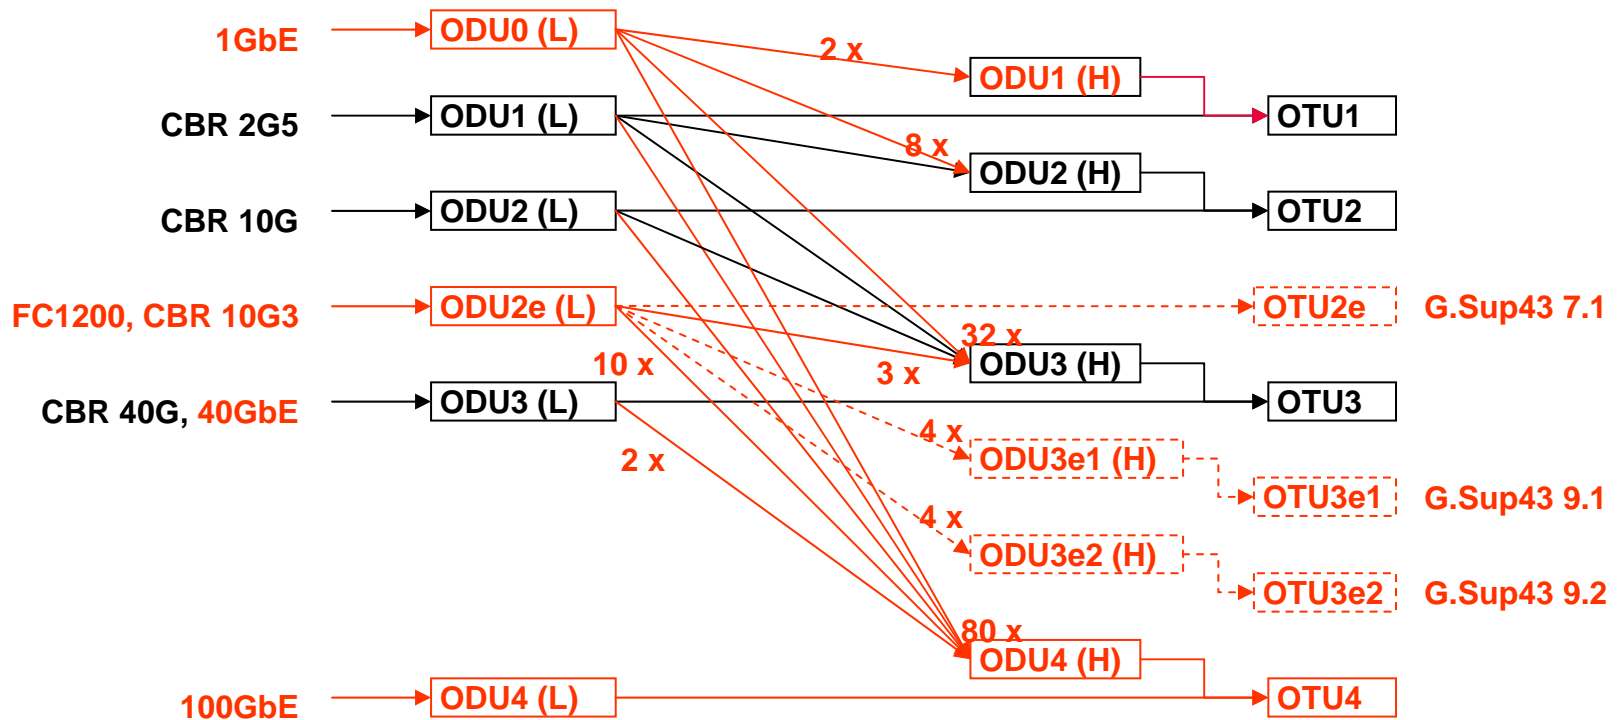 1GbE
ODU0 (L)
2 x
ODU1 (H)
CBR 2G5
ODU1 (L)
OTU1
8 x
ODU2 (H)
CBR 10G
ODU2 (L)
OTU2
FC1200, CBR 10G3
ODU2e (L)
OTU2e
G.Sup43 7.1
32 x
10 x
3 x
ODU3 (H)
CBR 40G, 40GbE
ODU3 (L)
OTU3
4 x
2 x
ODU3e1 (H)
OTU3e1
G.Sup43 9.1
4 x
ODU3e2 (H)
OTU3e2
G.Sup43 9.2
80 x
ODU4 (H)
100GbE
ODU4 (L)
OTU4